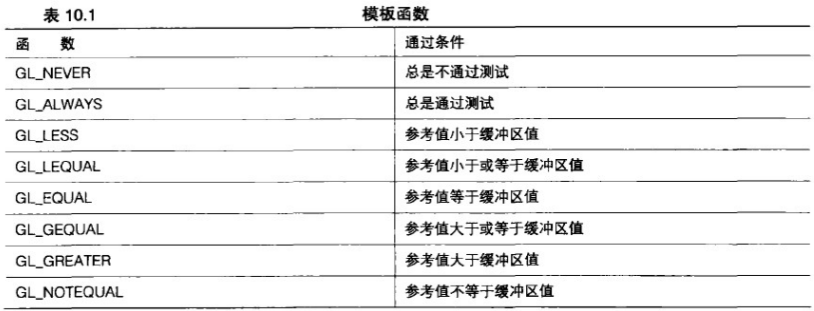 表 10.1 模板函数
函 数 通过条件
GL_NEVER 总是不通过测试
GL_ALWAYS 总是通过测试
GL_LESS 参考值小于缓冲区值
GL_LEQUAL 参考值小于或等于缓冲区值
GL_EQUAL 参考值等于缓冲区值
GL_GEQUAL 参考值大于或等于缓冲区值
GL_GREATER 参考值大于缓冲区值
GL_NOTEQUAL 参考值不等于缓冲区值